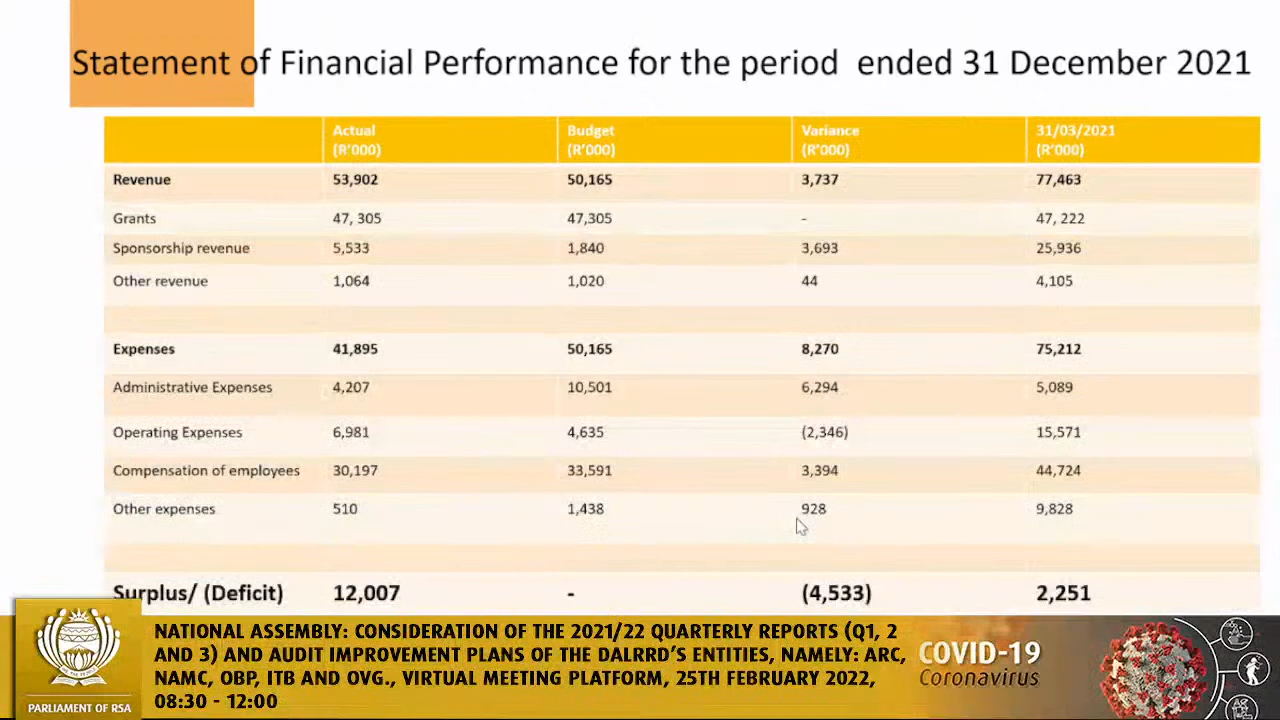 Statement of Financial Performance for the period ended 31 December 2021
Actual (R'000) Budget (R'000) Variance (R'000) 31/03/2021 (R'000)
Revenue 53,902 50,165 3,737 77,463
Grants 47, 305 47,305 - 47, 222
Sponsorship revenue 5,533 1,840 3,693 25,936
Other revenue 1,064 1,020 44 4,105
Expenses 41,895 50,165 8,270 75,212
Administrative Expenses 4,207 10,501 6,294 5,089
Operating Expenses 6,981 4,635 (2,346) 15,571
Compensation of employees 30,197 33,591 3,394 44,724
Other expenses 510 1,438 928 9,828
Surplus/ (Deficit) 12,007 - (4,533) 2,251
NATIONAL ASSEMBLY: CONSIDERATION OF THE 2021/22 QUARTERLY REPORTS (Q1, 2
AND 3) AND AUDIT IMPROVEMENT PLANS OF THE DALRRD'S ENTITIES, NAMELY: ARC,
NAMC, OBP, ITB AND OVG., VIRTUAL MEETING PLATFORM, 25TH FEBRUARY 2022,
08:30 - 12:00
PARLIAMENT OF RSA
COVID-19
Coronavirus